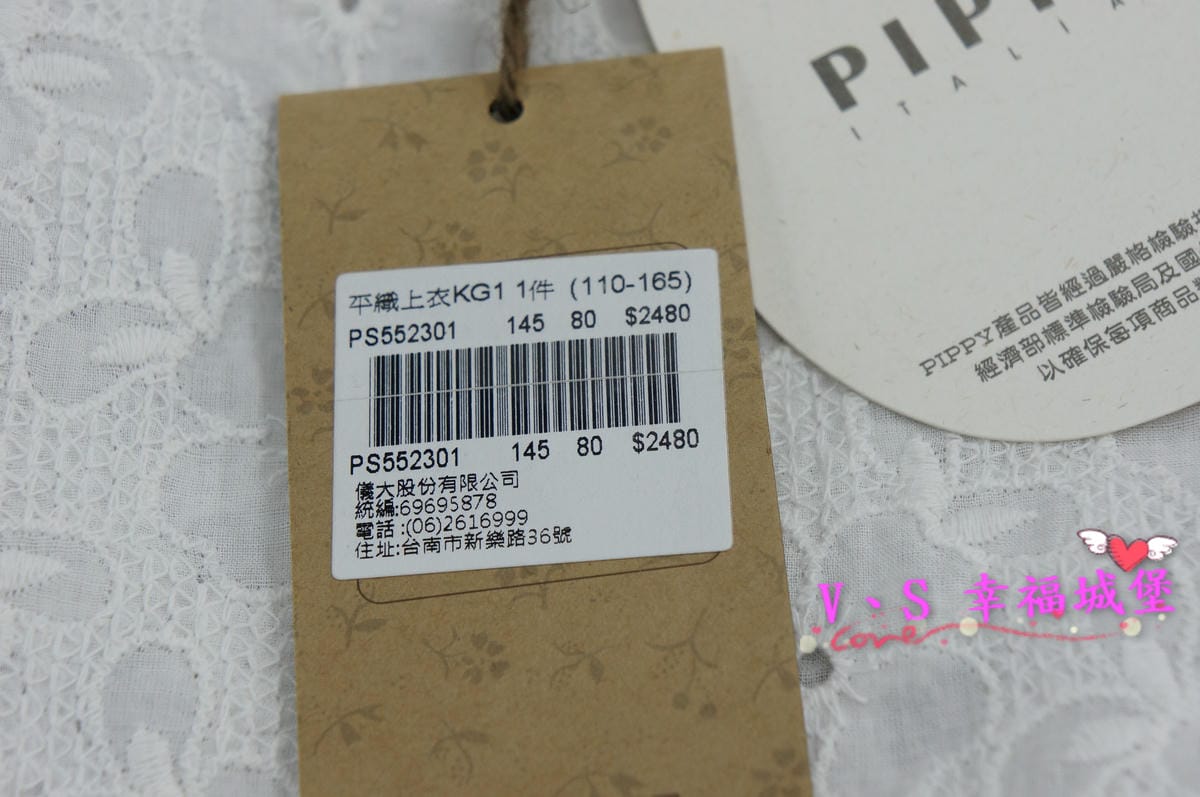 PIPP
ITALIA
PIPPY產品皆經過嚴格檢驗
經濟部標準檢驗局及國
以確保每項商品
平織上衣KG1 1件 (110-165)
PS552301 145 80 $2480
PS552301 145 80 $2480
儀大股份有限公司
統編:69695878
電話:(06)2616999
住址:台南市新樂路36號
V、S 幸福城堡
Love